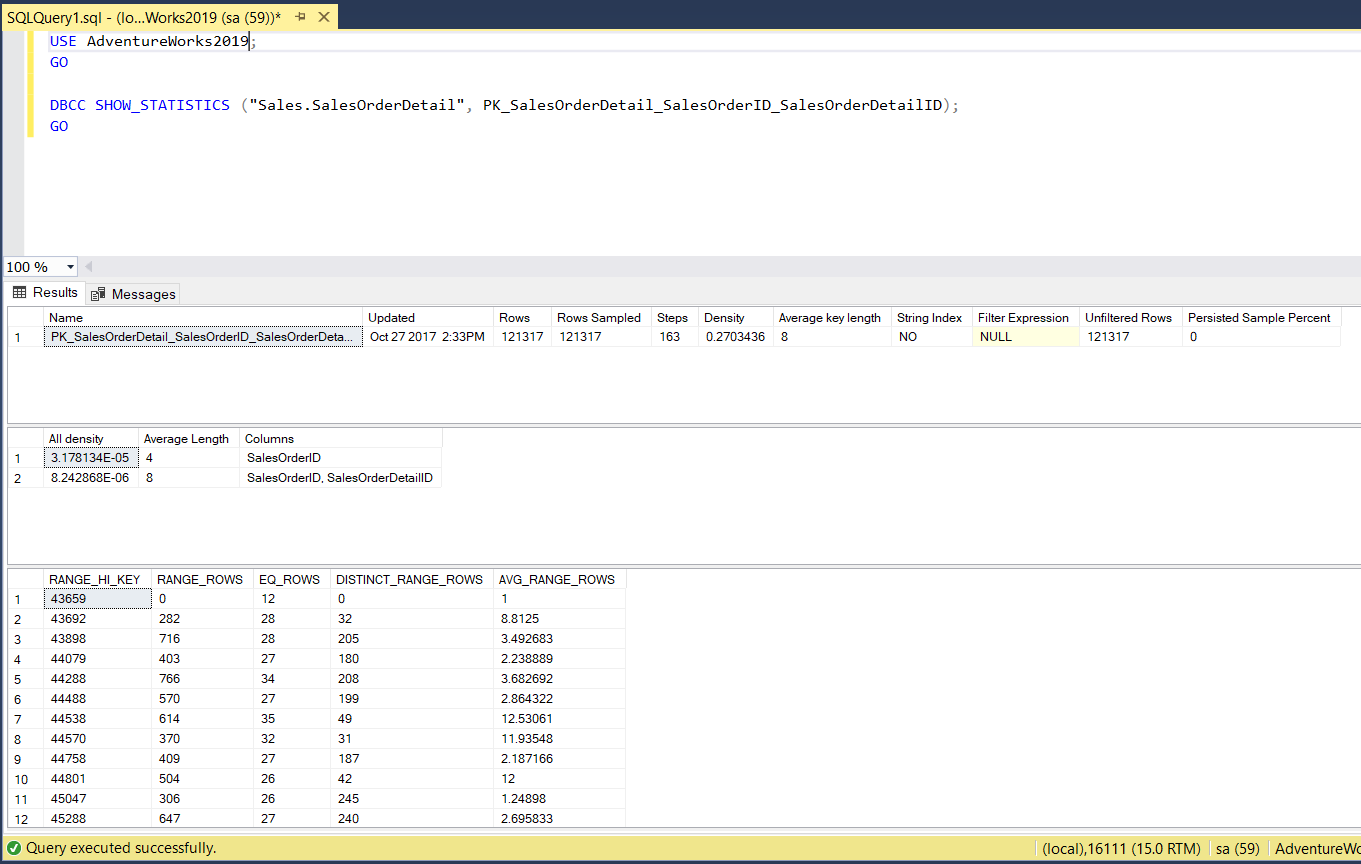 SQLQuery1.sql - (lo...Works2019 (sa (59))*
USE AdventureWorks2019;
GO
DBCC SHOW_STATISTICS ("Sales.SalesOrderDetail", PK_SalesOrderDetail_SalesOrderID_SalesOrderDetailID);
GO
100 %
Results Messages
Name Updated Rows Rows Sampled Steps Density Average key length String Index Filter Expression Unfiltered Rows Persisted Sample Percent
1 PK_SalesOrderDetail_SalesOrderID_SalesOrderDeta... Oct 27 2017 2:33PM 121317 121317 163 0.2703436 8 NO NULL 121317 0
All density Average Length Columns
1 3.178134E-05 4 SalesOrderID
2 8.242868E-06 8 SalesOrderID, SalesOrderDetailID
RANGE_HI_KEY RANGE_ROWS EQ_ROWS DISTINCT_RANGE_ROWS AVG_RANGE_ROWS
1 43659 0 12 0 1
2 43692 282 28 32 8.8125
3 43898 716 28 205 3.492683
4 44079 403 27 180 2.238889
5 44288 766 34 208 3.682692
6 44488 570 27 199 2.864322
7 44538 614 35 49 12.53061
8 44570 370 32 31 11.93548
9 44758 409 27 187 2.187166
10 44801 504 26 42 12
11 45047 306 26 245 1.24898
12 45288 647 27 240 2.695833
Query executed successfully. (local),16111 (15.0 RTM) sa (59) AdventureWo